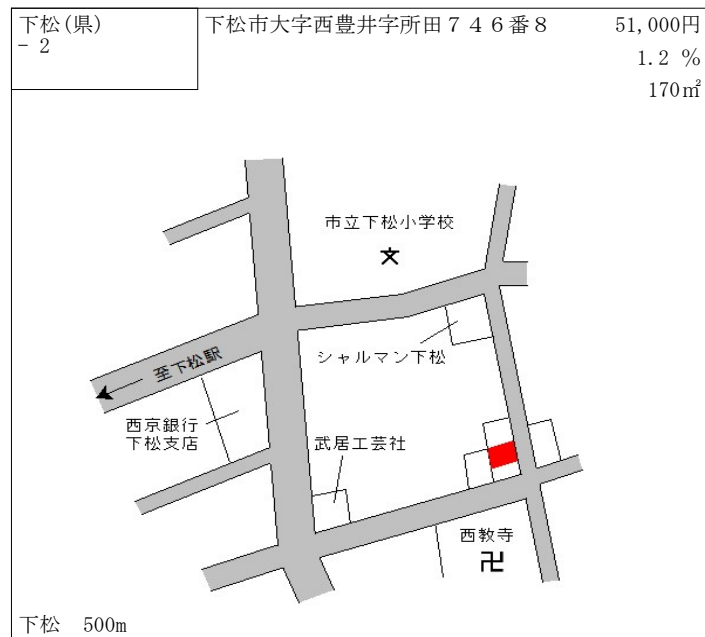 下松(県)
- 2
下松市大字西豊井字所田７４６番８
51,000円
1.2 %
170㎡
市立下松小学校
文
シャルマン下松
至下松駅
西京銀行
下松支店
武居工芸社
西教寺
卍
下松　500m